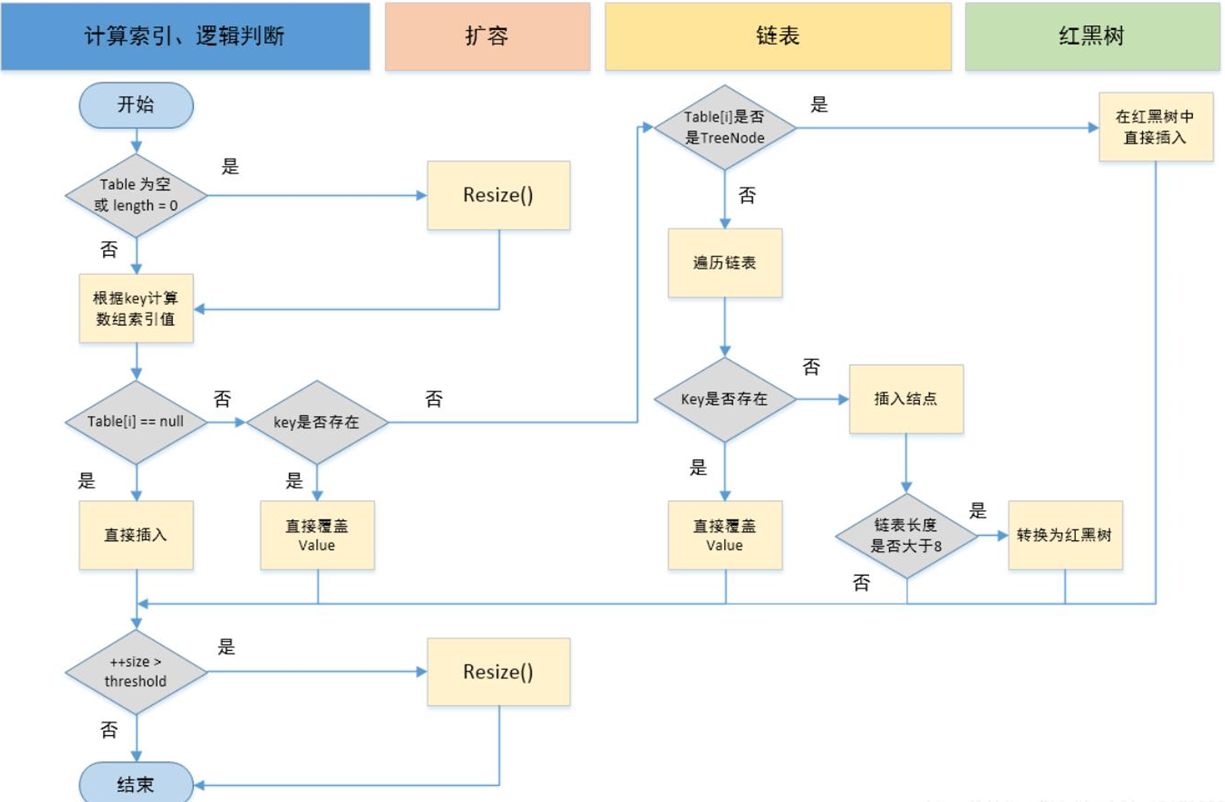 计算索引、逻辑判断
扩容
链表
红黑树
开始
Table 为空
或 length = 0
是
Resize()
否
根据key计算
数组索引值
Table[i] == null
否
key是否存在
否
是
直接插入
是
直接覆盖
Value
Table[i]是否
是TreeNode
是
在红黑树中
直接插入
否
遍历链表
Key是否存在
否
插入结点
是
直接覆盖
Value
链表长度
是否大于8
是
转换为红黑树
否
++size >
threshold
是
Resize()
否
结束